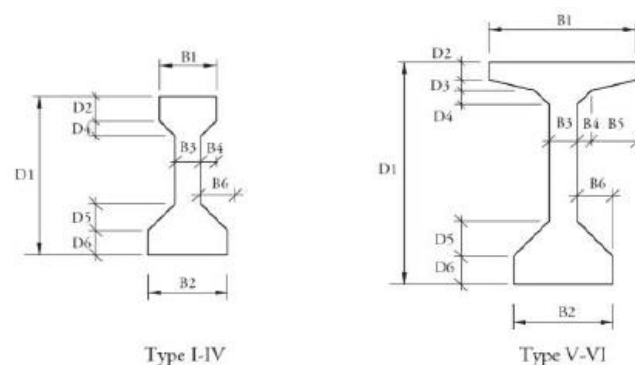 B1
D2
D4
B3 B4
D1
B6
D5
D6
B2
Type I-IV
B1
D2
D3
D4
B3 B4 B5
D1
B6
D5
D6
B2
Type V-VI